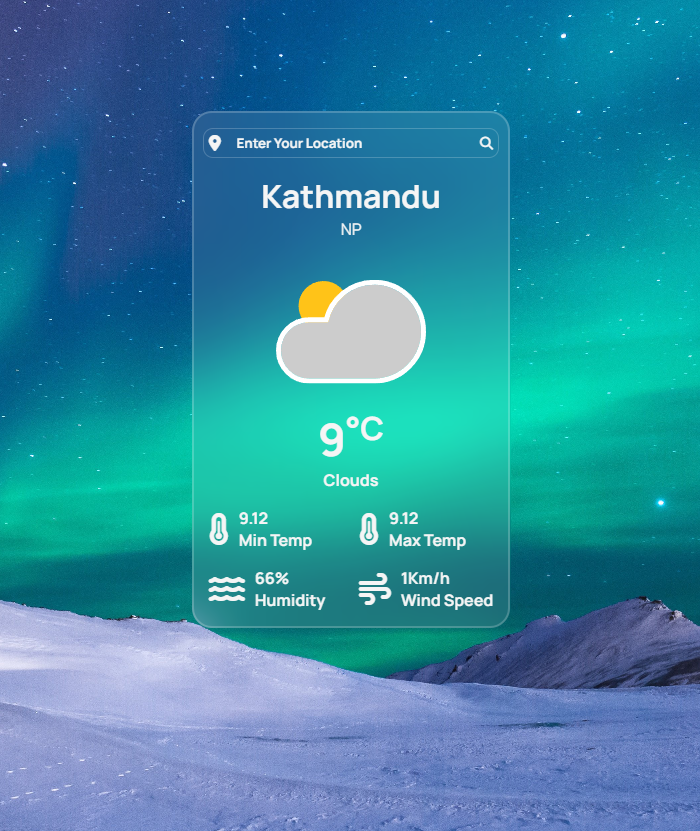 Enter Your Location
Kathmandu
NP
9°C
Clouds
9.12
Min Temp
9.12
Max Temp
66%
Humidity
1Km/h
Wind Speed